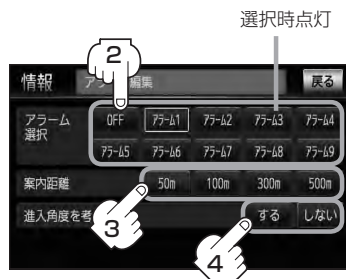 選択時点灯
2
情報 編集 戻る
アラーム OFF アラーム1 アラーム2 アラーム3 アラーム4
選択
アラーム5 アラーム6 アラーム7 アラーム8 アラーム9
案内距離 50m 100m 300m 500m
進入角度を考 する しない
3
4